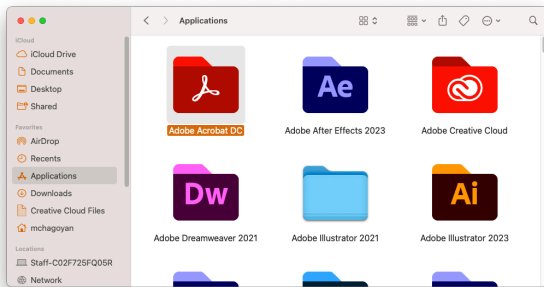 Applications
iCloud
iCloud Drive
Documents
Desktop
Shared
Favorites
AirDrop
Recents
Applications
Downloads
Creative Cloud Files
mchagoyan
Locations
Staff-C02F725FQ05R
Network
Adobe Acrobat DC
Ae
Adobe After Effects 2023
Adobe Creative Cloud
Dw
Adobe Dreamweaver 2021
Adobe Illustrator 2021
Ai
Adobe Illustrator 2023